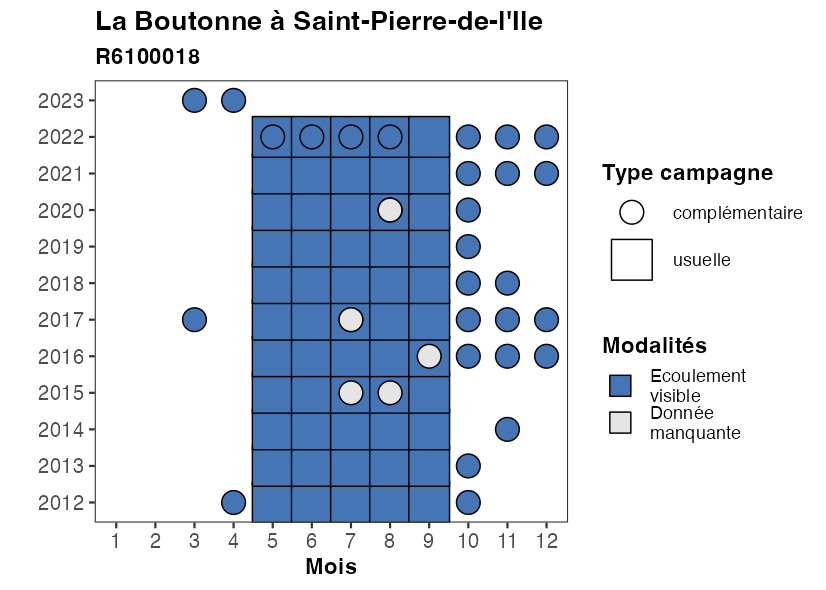 La Boutonne à Saint-Pierre-de-l'Ile
R6100018
2023
2022
2021
2020
2019
2018
2017
2016
2015
2014
2013
2012
1 2 3 4 5 6 7 8 9 10 11 12
Mois
Type campagne
complémentaire
usuelle
Modalités
Ecoulement
visible
Donnée
manquante